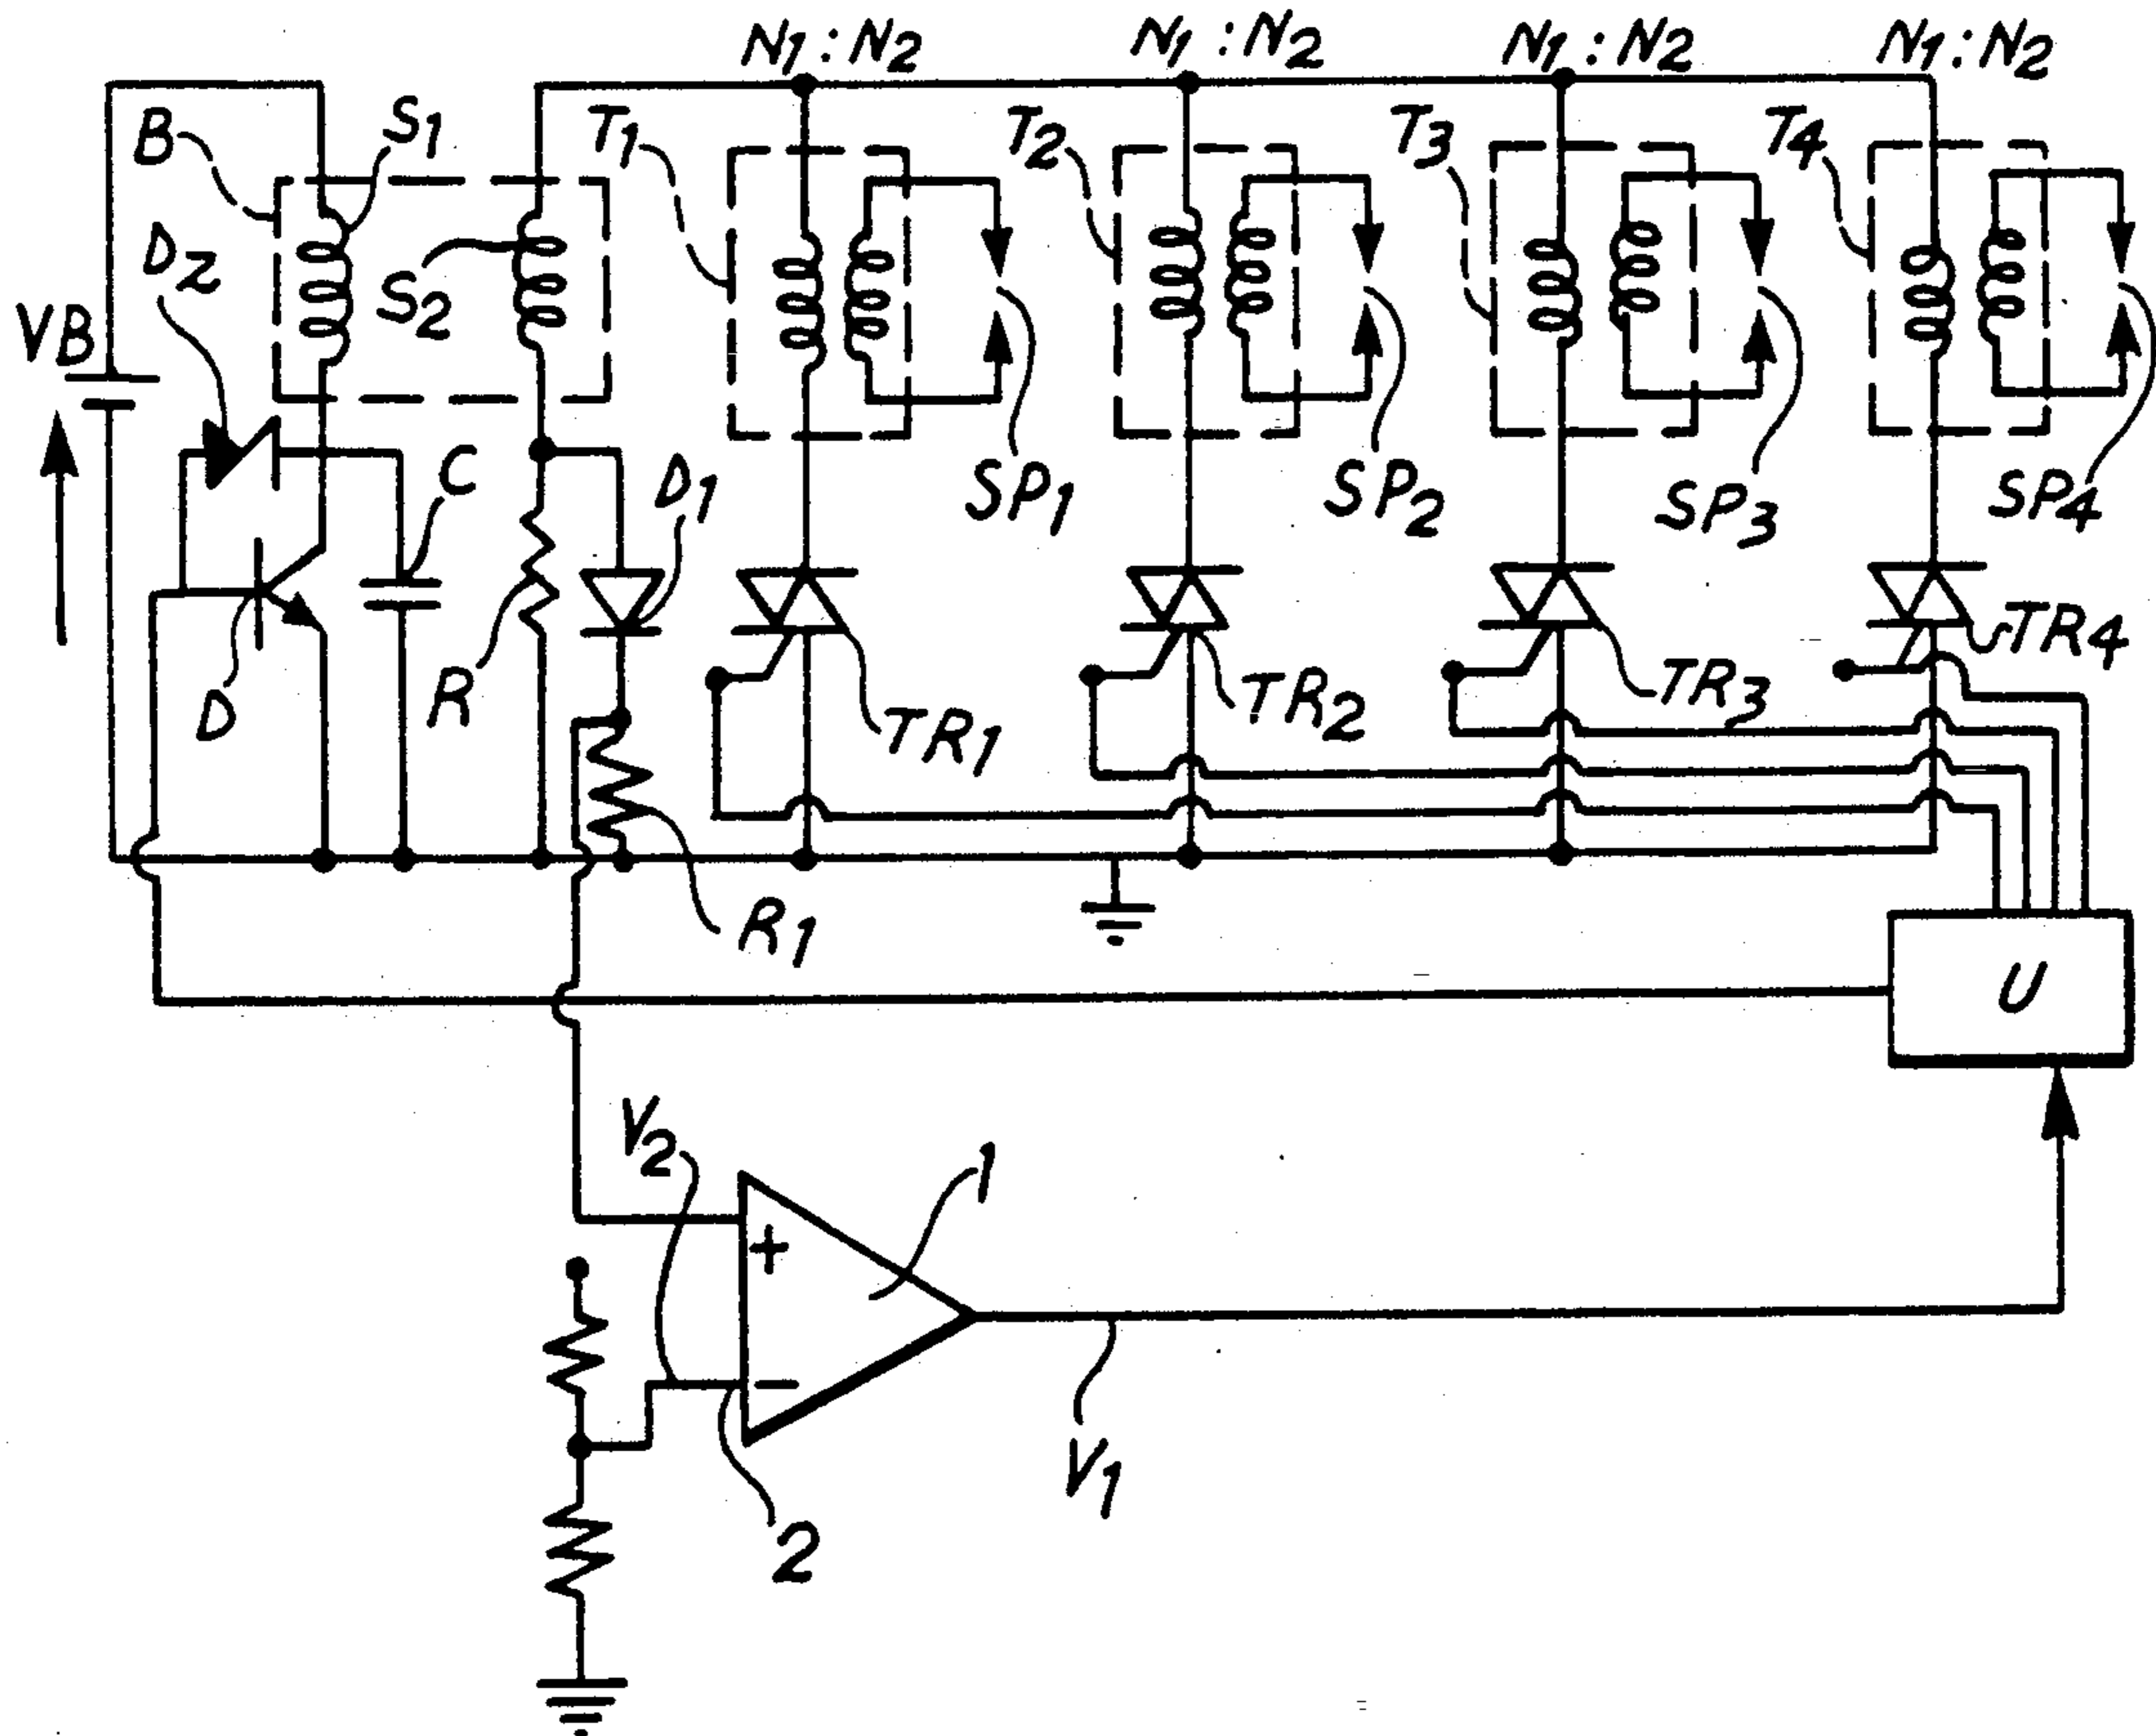 N1:N2
N1:N2
N1:N2
N1:N2
B
S1
T1
T2
T3
T4
DZ
S2
VB
C
D1
SP1
SP2
SP3
SP4
D
R
TR1
TR2
TR3
TR4
R1
U
V2
1
+
−
V1
2